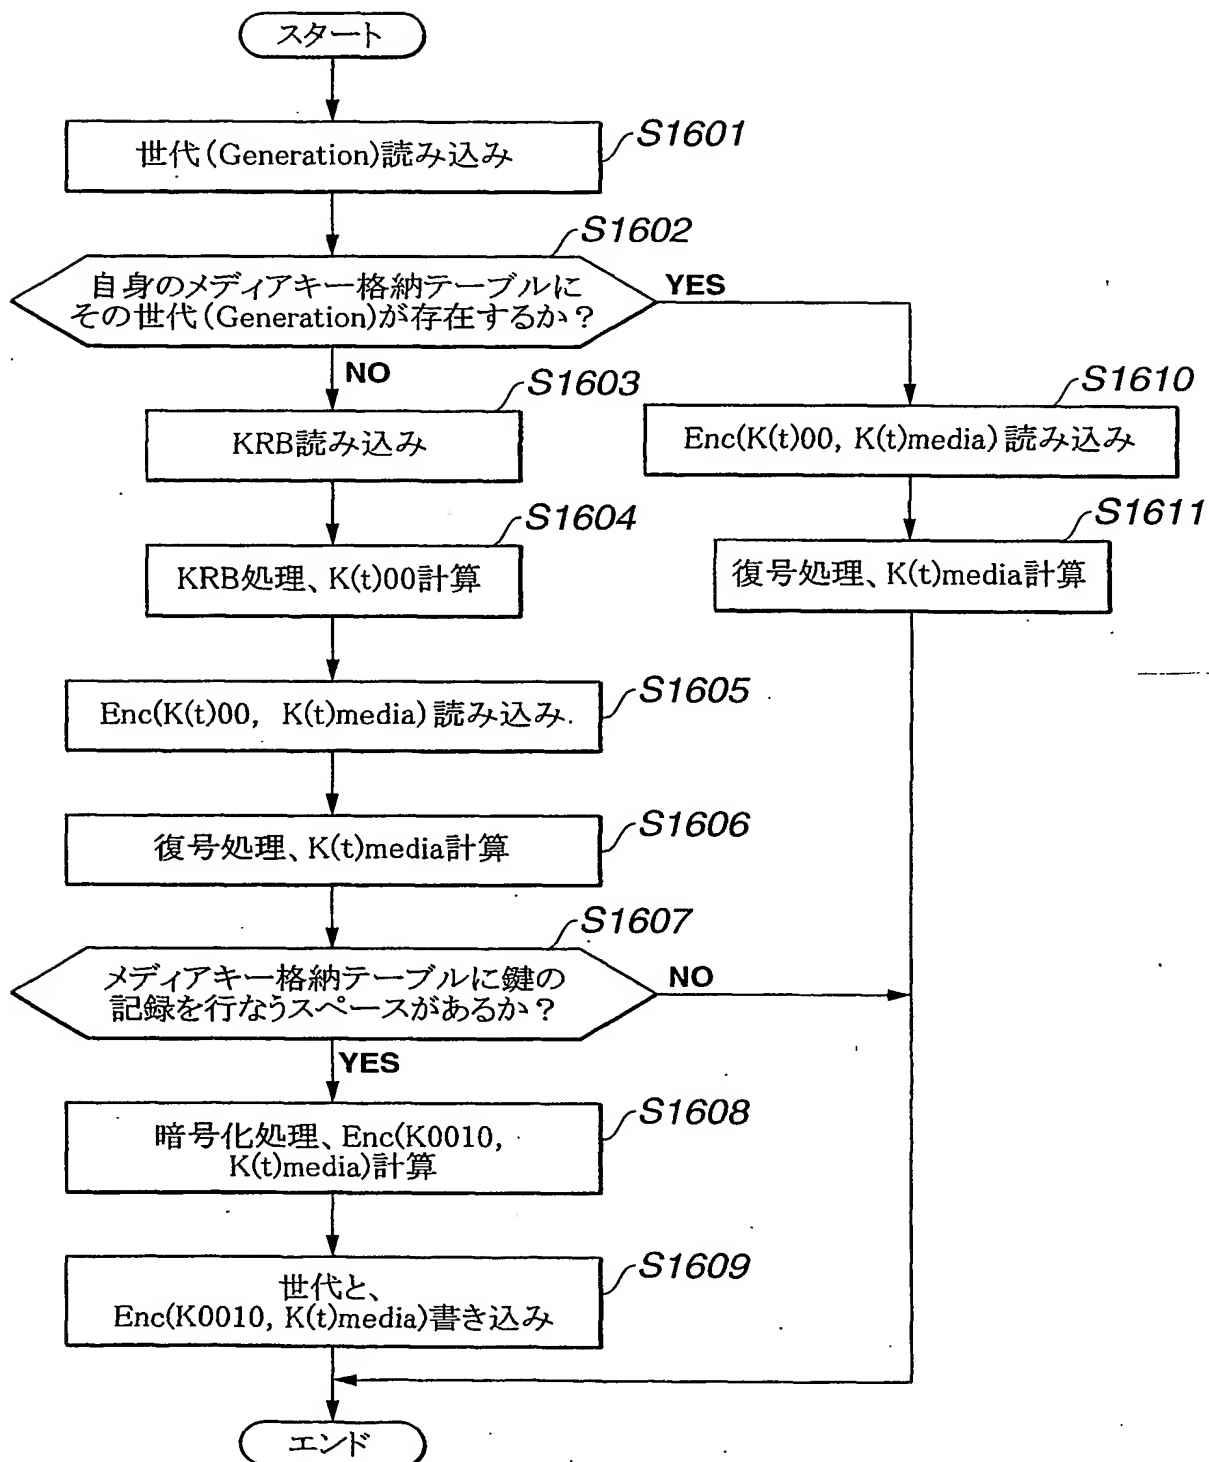 スタート
世代(Generation)読み込み
S1601
S1602
自身のメディアキー格納テーブルに
その世代(Generation)が存在するか?
YES
NO
S1603
KRB読み込み
S1610
Enc(K(t)00, K(t)media)読み込み
S1604
KRB処理、K(t)00計算
S1611
復号処理、K(t)media計算
S1605
Enc(K(t)00, K(t)media)読み込み
S1606
復号処理、K(t)media計算
S1607
メディアキー格納テーブルに鍵の
記録を行なうスペースがあるか?
NO
YES
S1608
暗号化処理、Enc(K0010,
K(t)media)計算
S1609
世代と、
Enc(K0010, K(t)media)書き込み
エンド